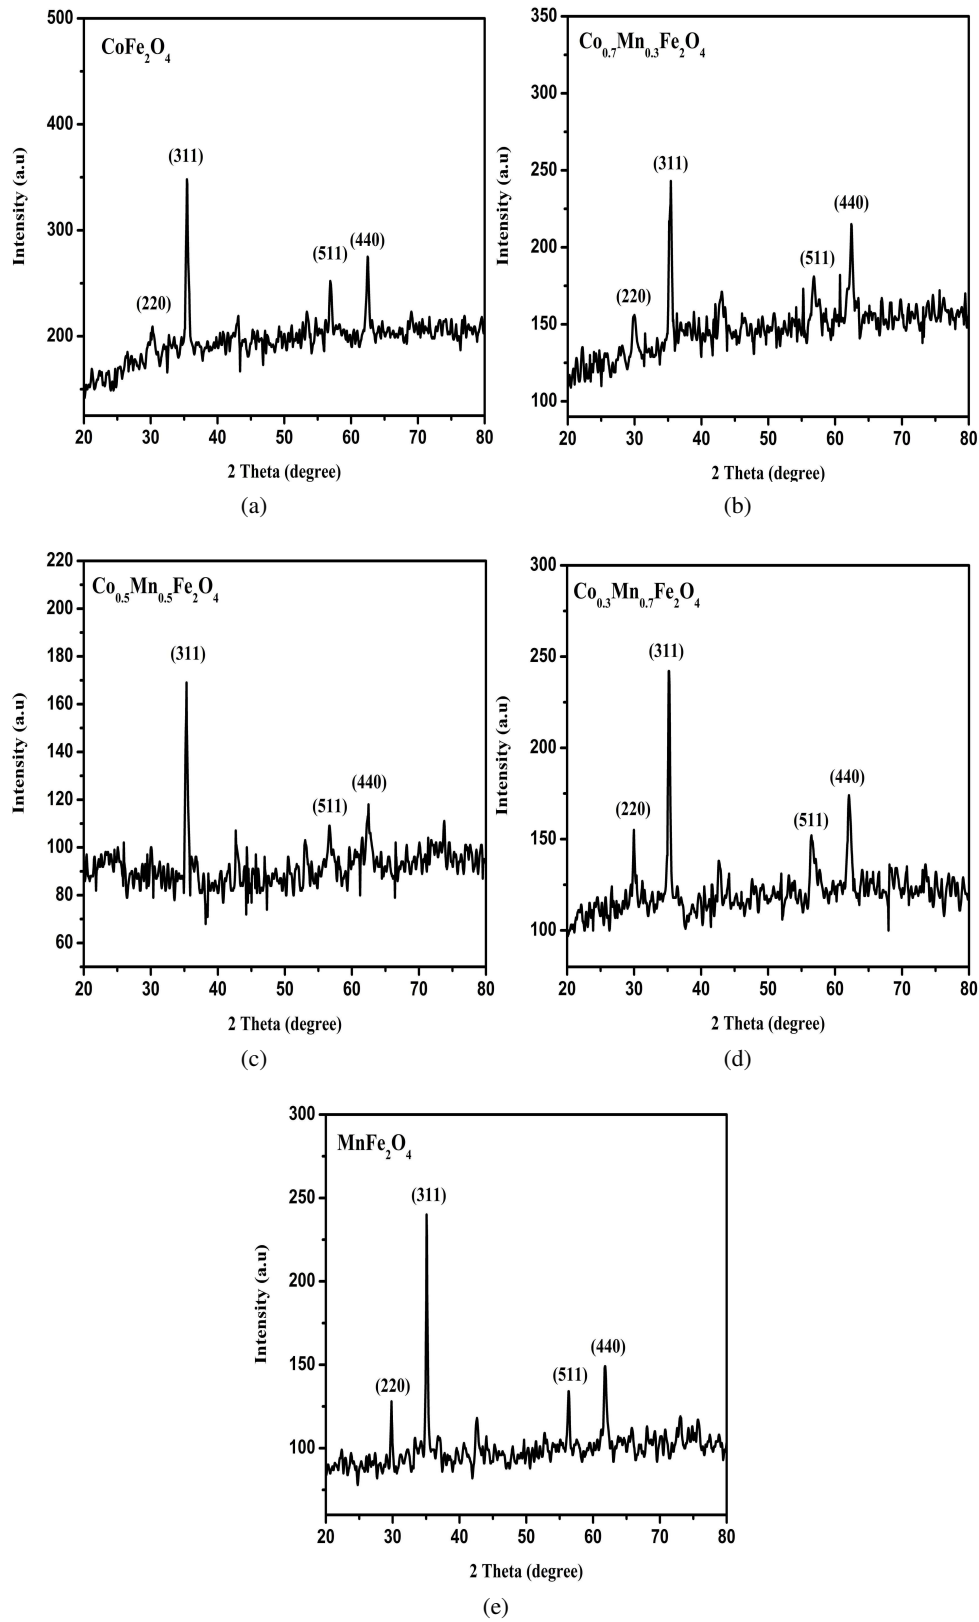 CoFe₂O₄
500
400
300
200
Intensity (a.u)
(220)
(311)
(511)
(440)
20 30 40 50 60 70 80
2 Theta (degree)
(a)
Co₀.₇Mn₀.₃Fe₂O₄
350
300
250
200
150
100
Intensity (a.u)
(220)
(311)
(511)
(440)
20 30 40 50 60 70 80
2 Theta (degree)
(b)
Co₀.₅Mn₀.₅Fe₂O₄
220
200
180
160
140
120
100
80
60
Intensity (a.u)
(311)
(511)
(440)
20 30 40 50 60 70 80
2 Theta (degree)
(c)
Co₀.₃Mn₀.₇Fe₂O₄
300
250
200
150
100
Intensity (a.u)
(220)
(311)
(511)
(440)
20 30 40 50 60 70 80
2 Theta (degree)
(d)
MnFe₂O₄
300
250
200
150
100
Intensity (a.u)
(220)
(311)
(511)
(440)
20 30 40 50 60 70 80
2 Theta (degree)
(e)